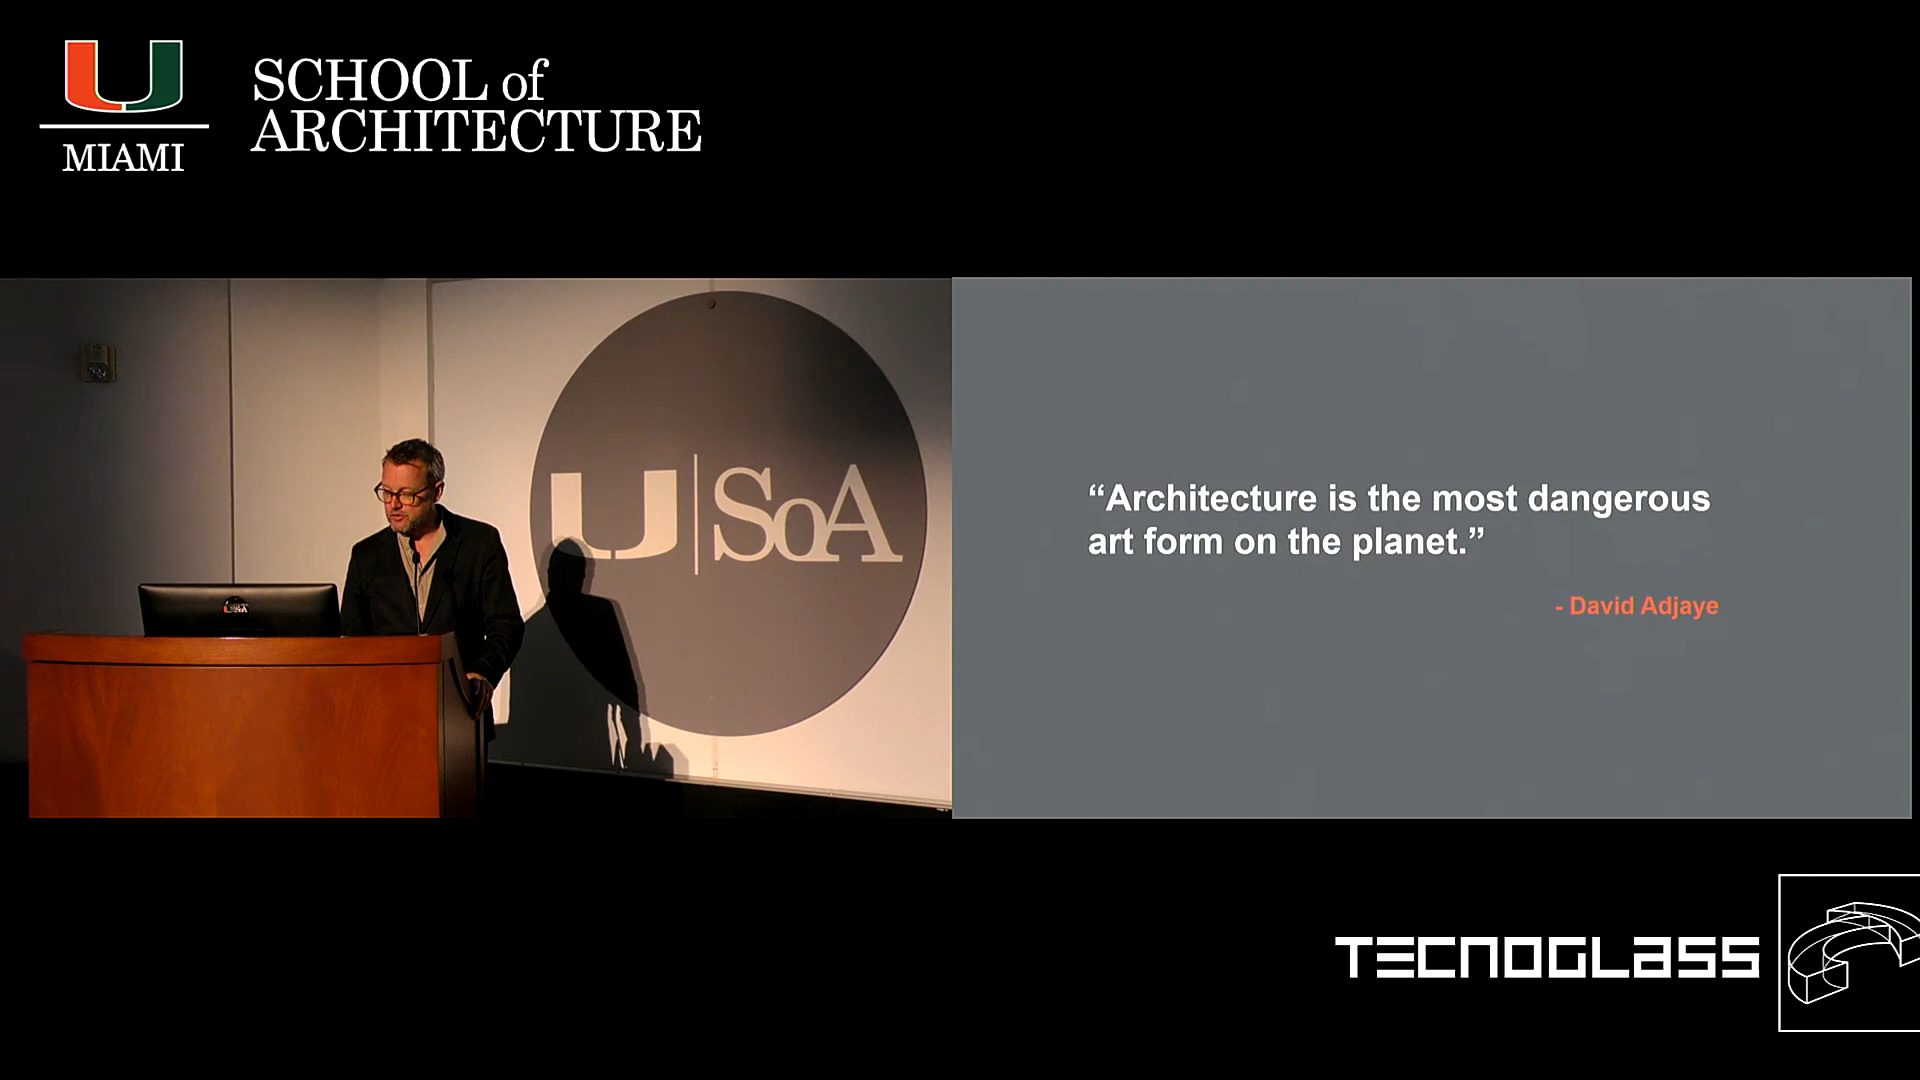 MIAMI
SCHOOL of
ARCHITECTURE
U SoA
“Architecture is the most dangerous
art form on the planet.”
- David Adjaye
TECNOGLASS